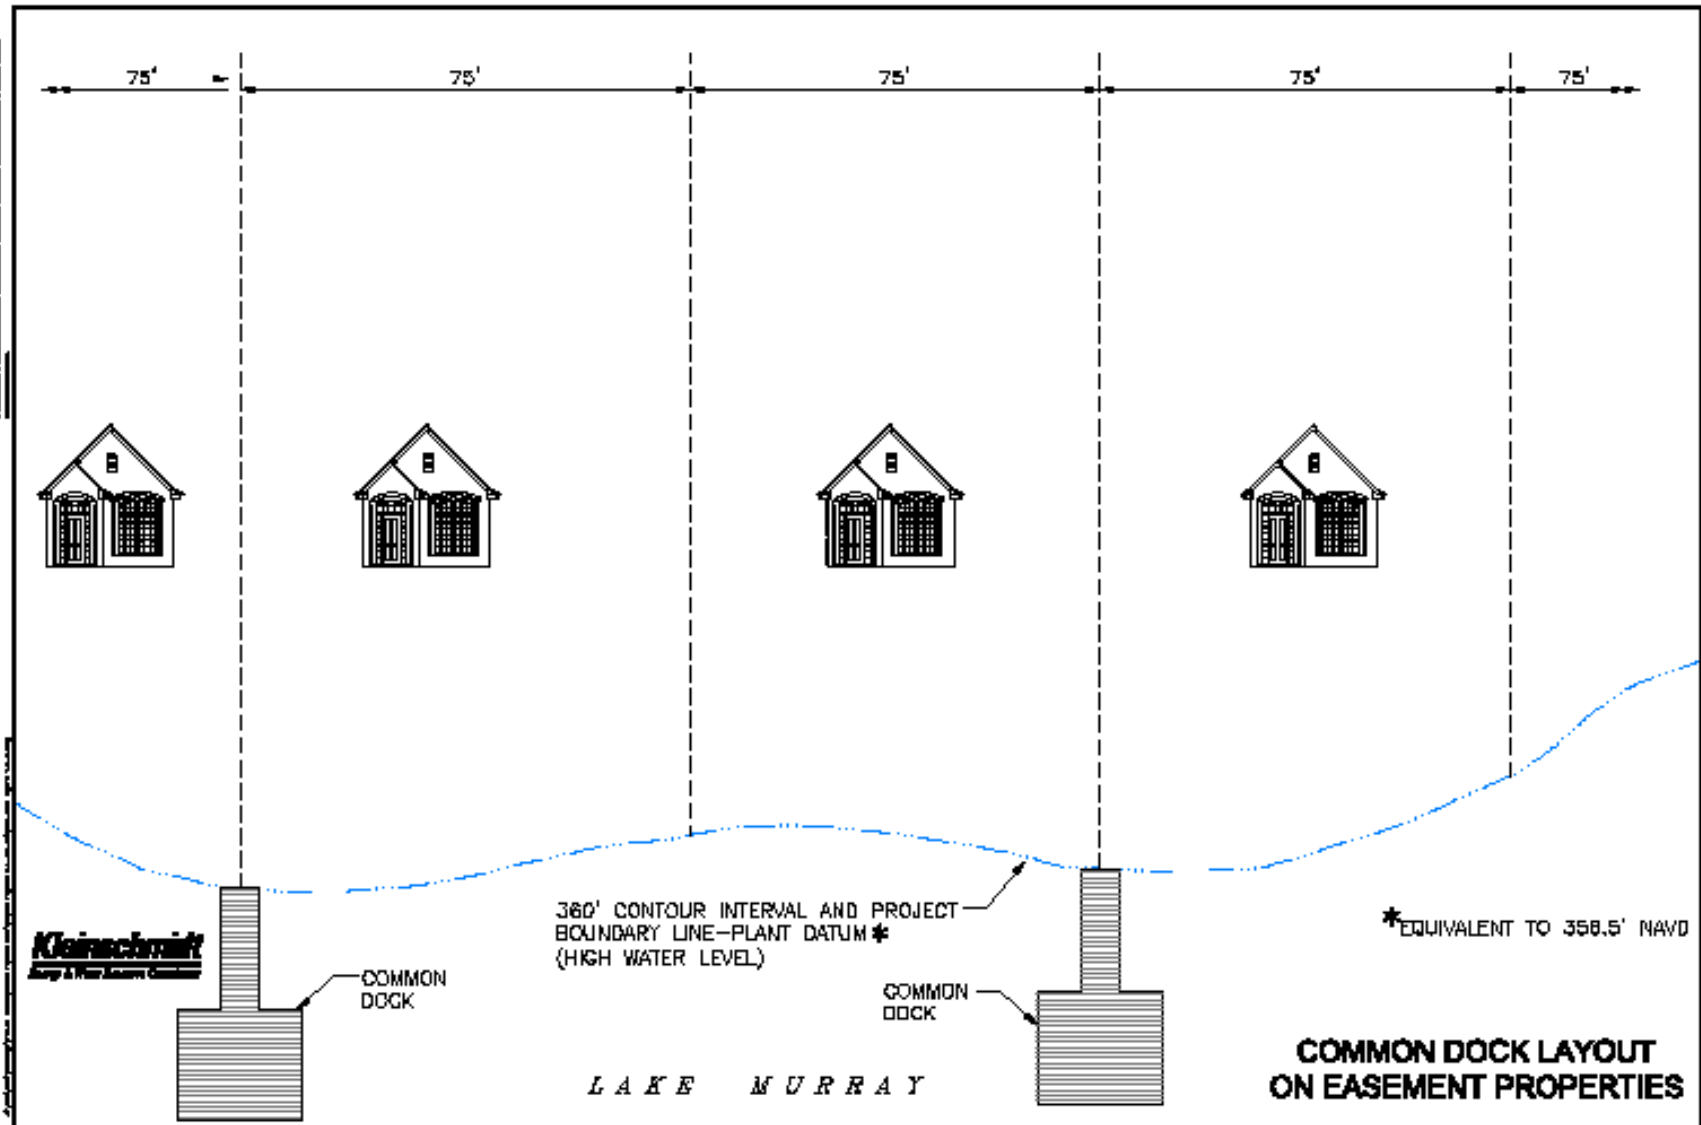 75' 75' 75' 75' 75'
360' CONTOUR INTERVAL AND PROJECT
BOUNDARY LINE-PLANT DATUM*
(HIGH WATER LEVEL)
*EQUIVALENT TO 358.5' NAVD
Kleinschmidt
COMMON
DOCK
COMMON
DOCK
COMMON DOCK LAYOUT
ON EASEMENT PROPERTIES
LAKE MURRAY